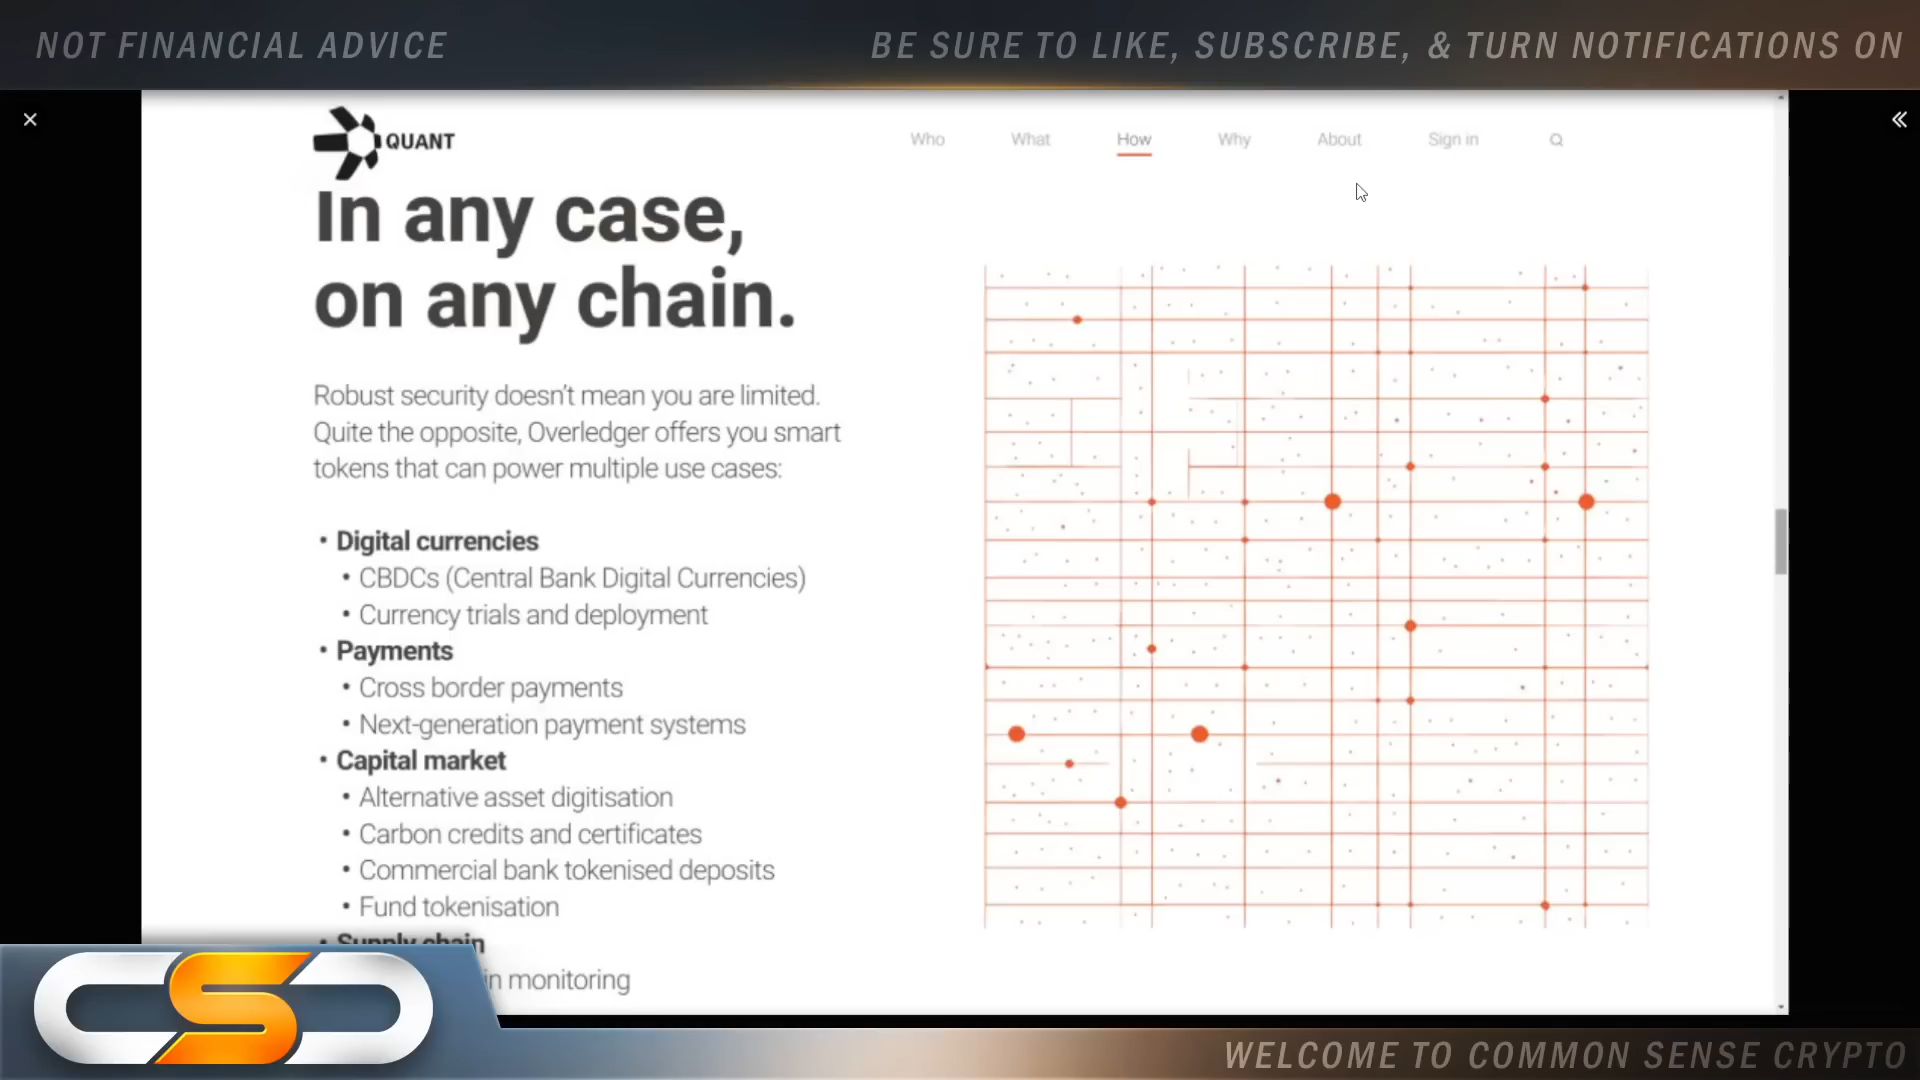 NOT FINANCIAL ADVICE
BE SURE TO LIKE, SUBSCRIBE, & TURN NOTIFICATIONS ON
QUANT
Who What How Why About Sign in
In any case,
on any chain.
Robust security doesn't mean you are limited.
Quite the opposite, Overledger offers you smart
tokens that can power multiple use cases:
• Digital currencies
• CBDCs (Central Bank Digital Currencies)
• Currency trials and deployment
• Payments
• Cross border payments
• Next-generation payment systems
• Capital market
• Alternative asset digitisation
• Carbon credits and certificates
• Commercial bank tokenised deposits
• Fund tokenisation
• Supply chain
monitoring
CSC
WELCOME TO COMMON SENSE CRYPTO